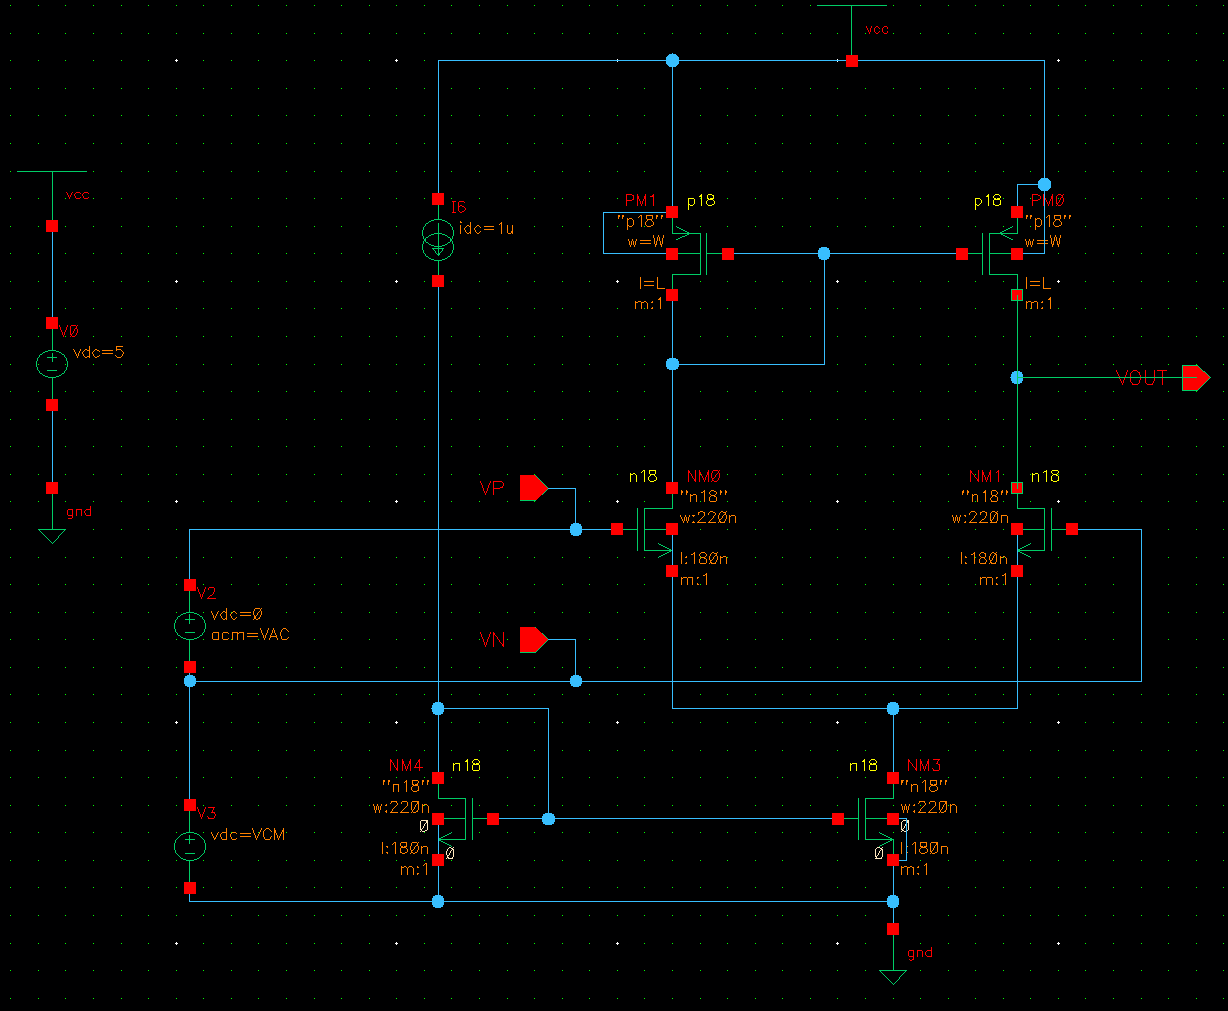 vcc
vcc
PM1
p18
"p18"
w=W
l=L
m:1
p18
PM0
"p18"
w=W
l=L
m:1
I6
idc=1u
V0
vdc=5
gnd
VOUT
VP
n18
NM0
"n18"
w:220n
l:180n
m:1
NM1
n18
"n18"
w:220n
l:180n
m:1
V2
vdc=0
acm=VAC
VN
NM4
n18
"n18"
w:220n
0
l:180n
0
m:1
n18
NM3
"n18"
w:220n
0
0
l:180n
m:1
V3
vdc=VCM
gnd